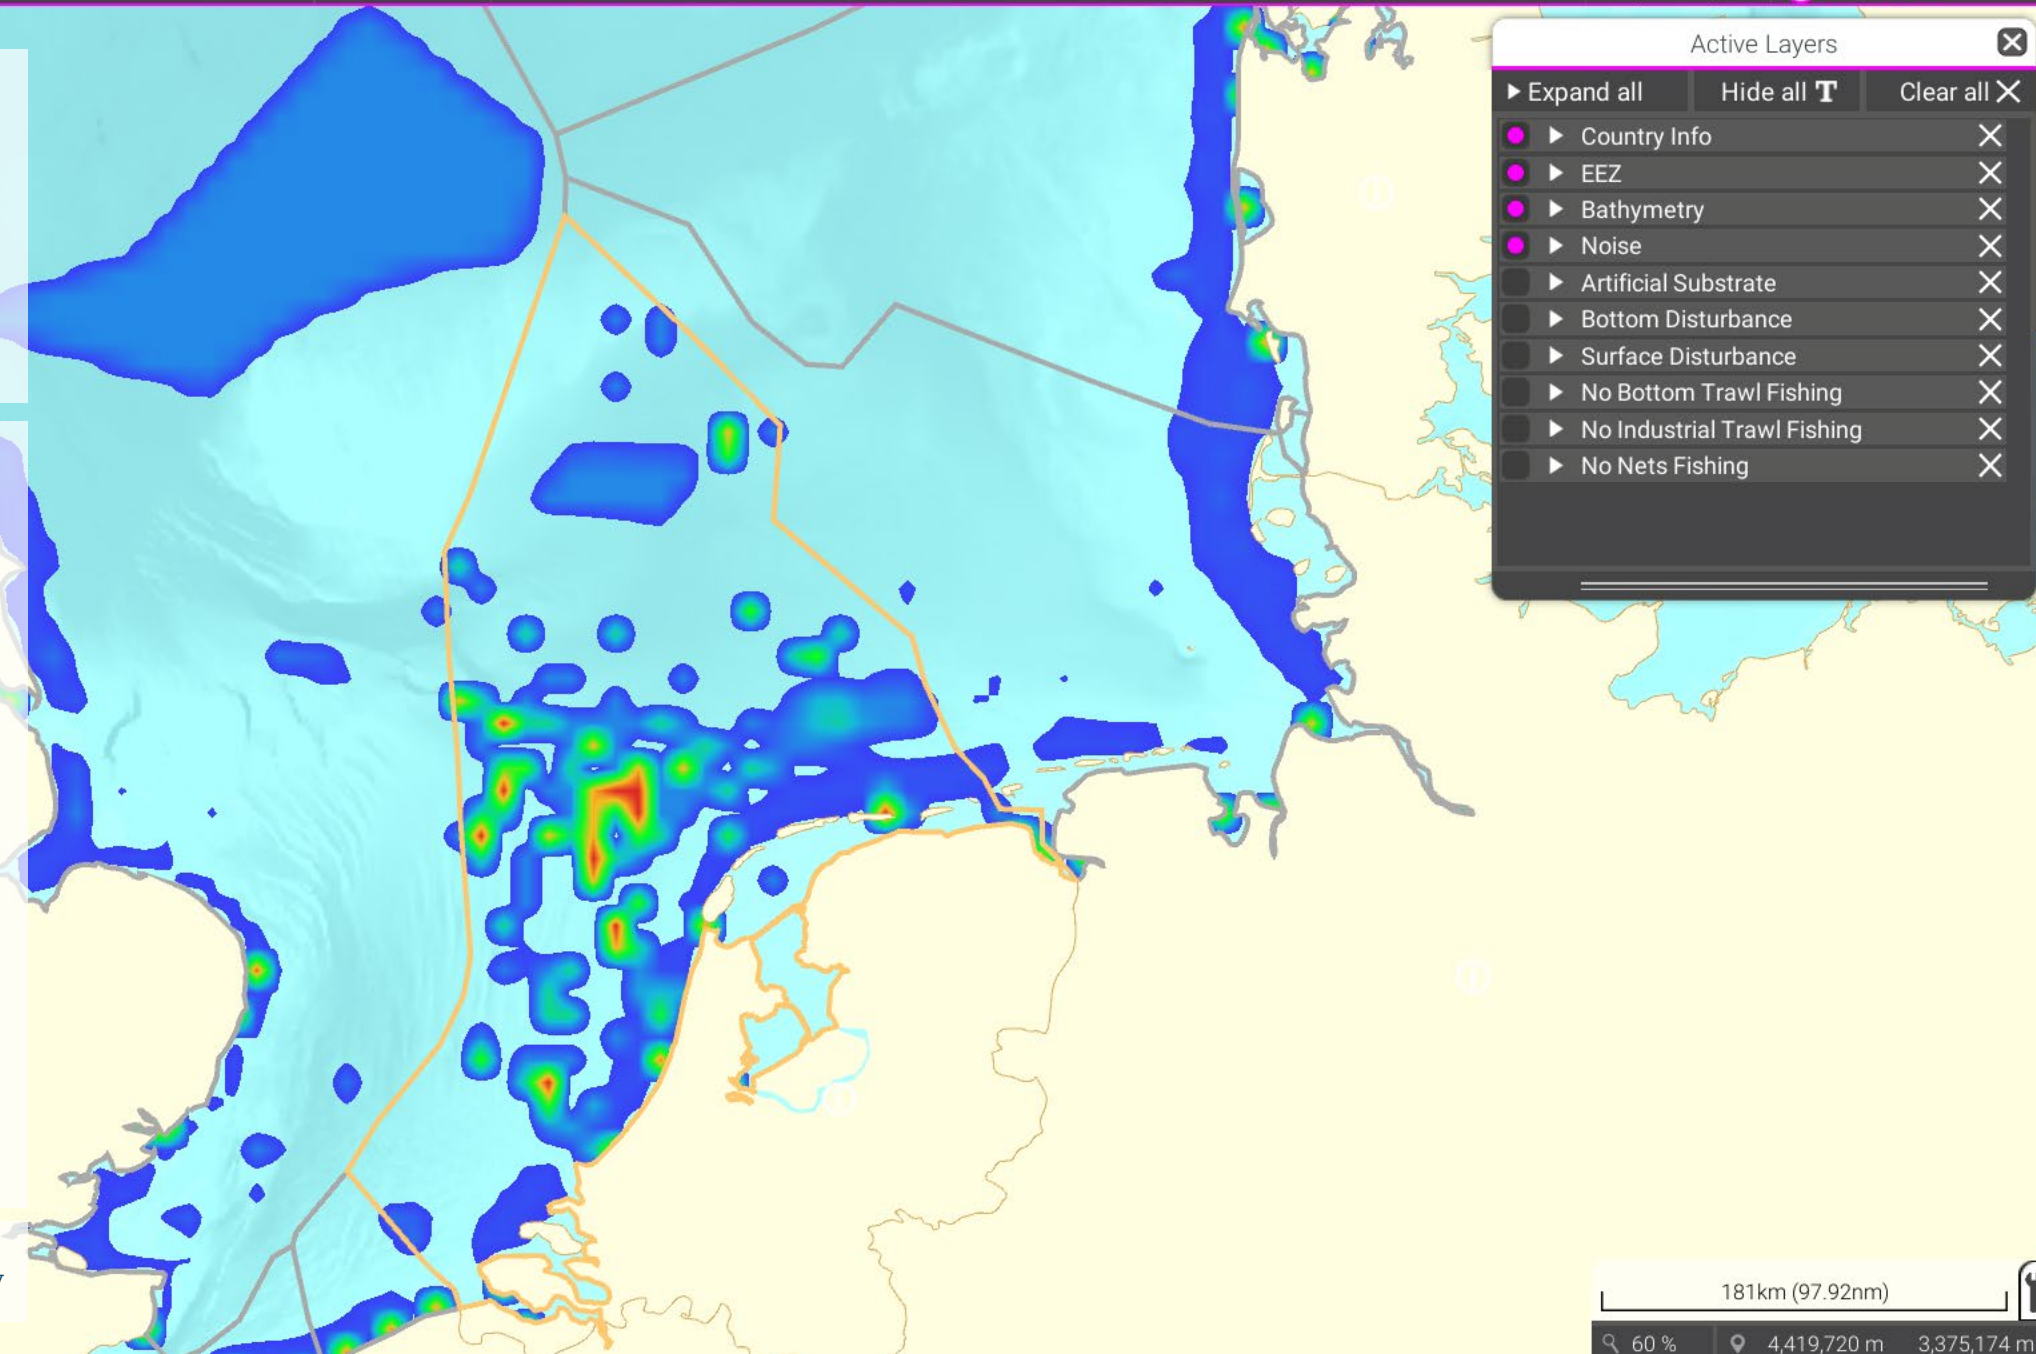 Active Layers
Expand all Hide all T Clear all
Country Info
EEZ
Bathymetry
Noise
Artificial Substrate
Bottom Disturbance
Surface Disturbance
No Bottom Trawl Fishing
No Industrial Trawl Fishing
No Nets Fishing
181km (97.92nm)
60 % 4,419,720 m 3,375,174 m